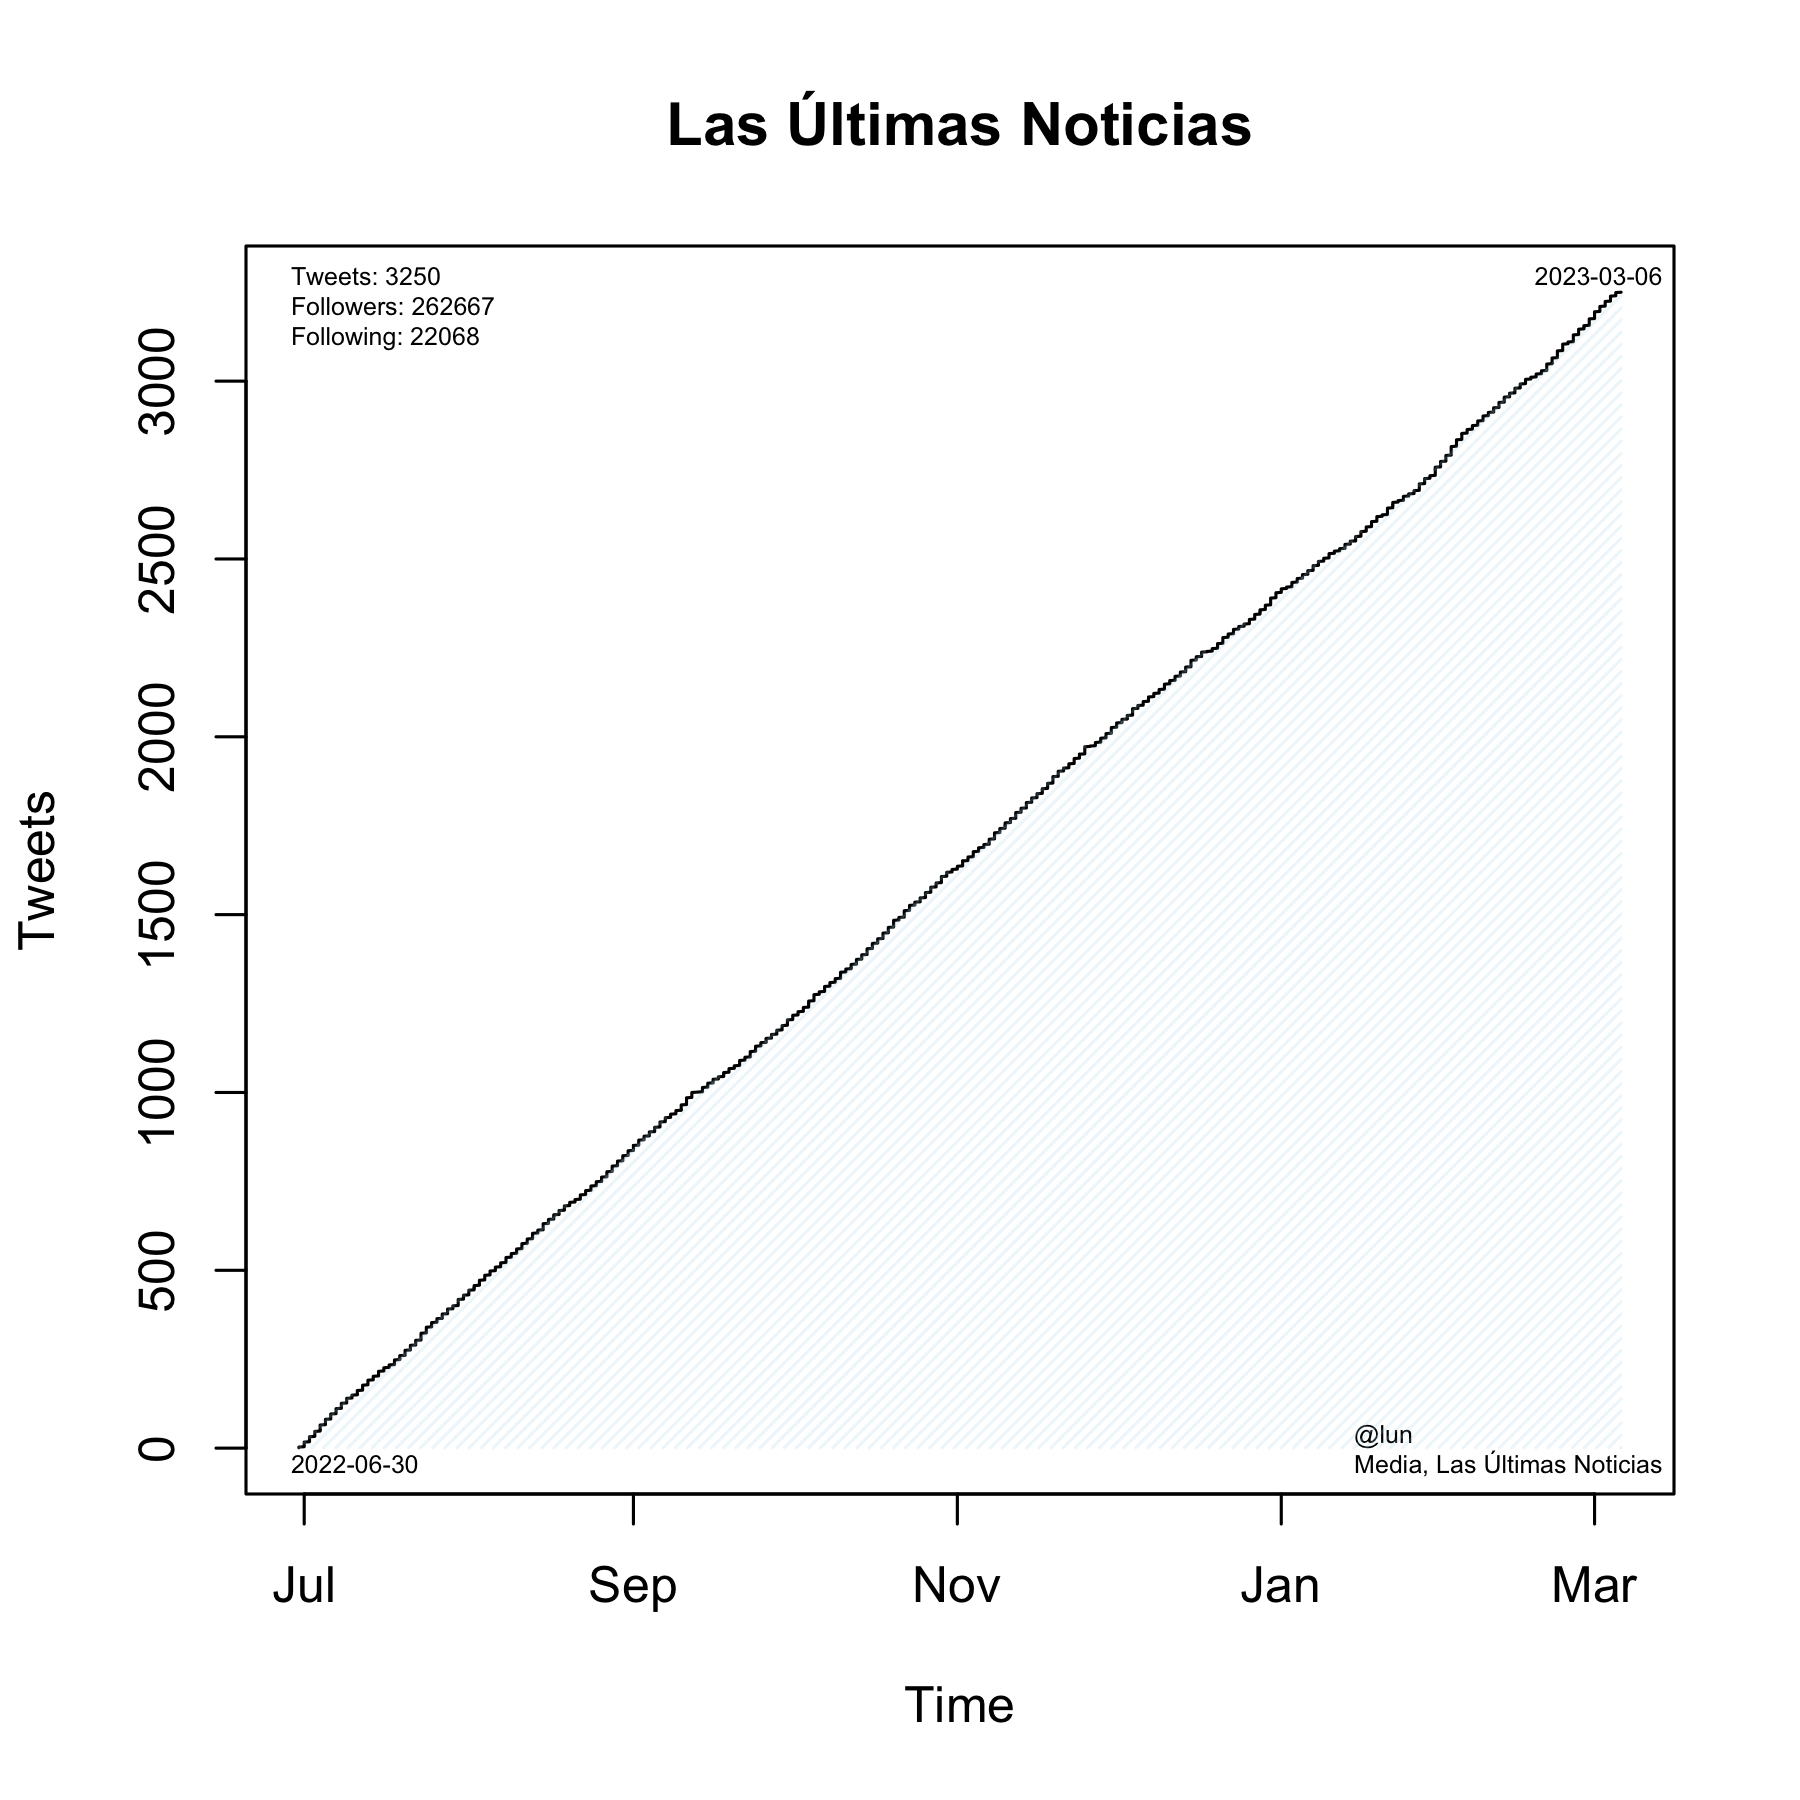 Las Últimas Noticias
Tweets: 3250
Followers: 262667
Following: 22068
2023-03-06
3000
2500
2000
1500
1000
500
0
Tweets
2022-06-30
@lun
Media, Las Últimas Noticias
Jul Sep Nov Jan Mar
Time